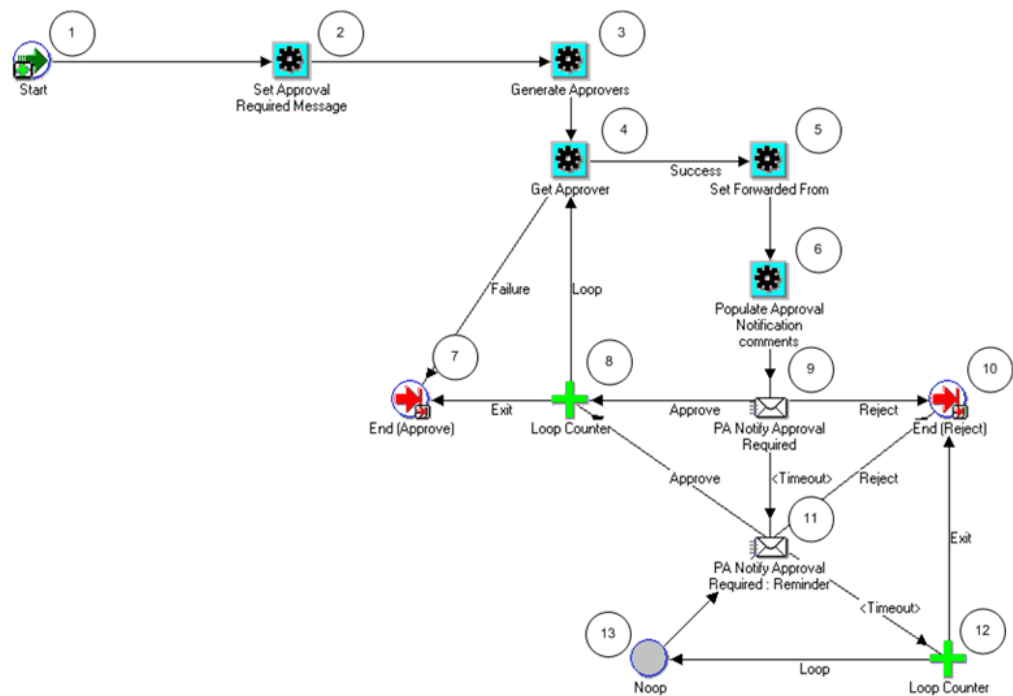 1
2
3
Start
Set Approval
Required Message
Generate Approvers
4
5
Success
Get Approver
Set Forwarded From
6
Failure
Loop
Populate Approval
Notification
comments
7
8
9
10
Exit
Approve
Reject
End (Approve)
Loop Counter
PA Notify Approval
Required
End (Reject)
Approve
<Timeout>
Reject
11
Exit
PA Notify Approval
Required : Reminder
<Timeout>
13
12
Loop
Noop
Loop Counter